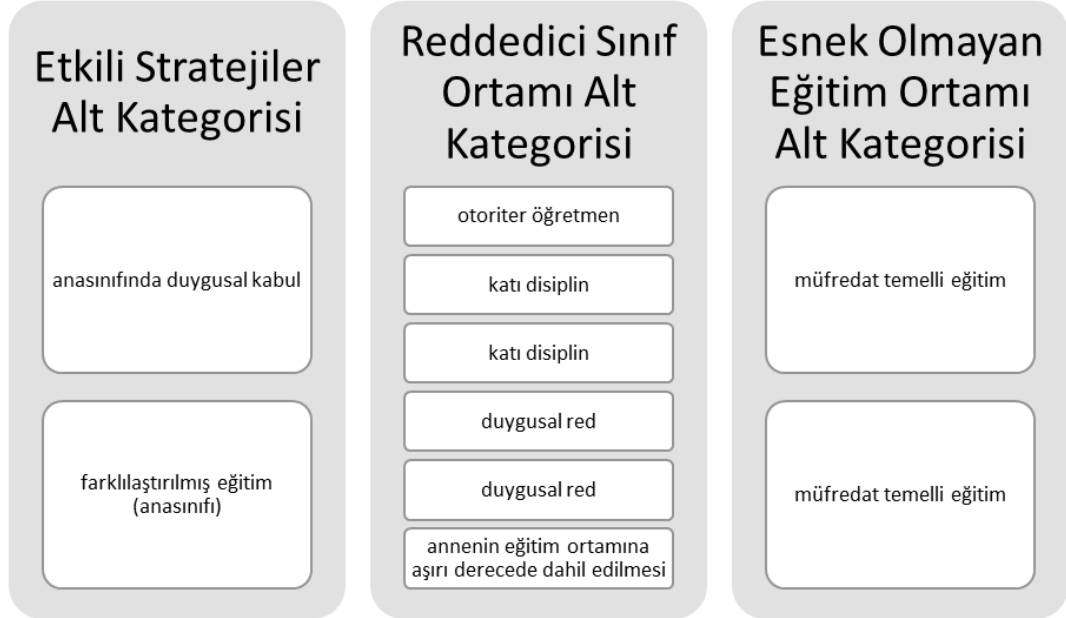 Etkili Stratejiler
Alt Kategorisi
anasınıfında duygusal kabul
farklılaştırılmış eğitim
(anasınıfı)
Reddedici Sınıf
Ortamı Alt
Kategorisi
otoriter öğretmen
katı disiplin
katı disiplin
duygusal red
duygusal red
annenin eğitim ortamına
aşırı derecede dahil edilmesi
Esnek Olmayan
Eğitim Ortamı
Alt Kategorisi
müfredat temelli eğitim
müfredat temelli eğitim